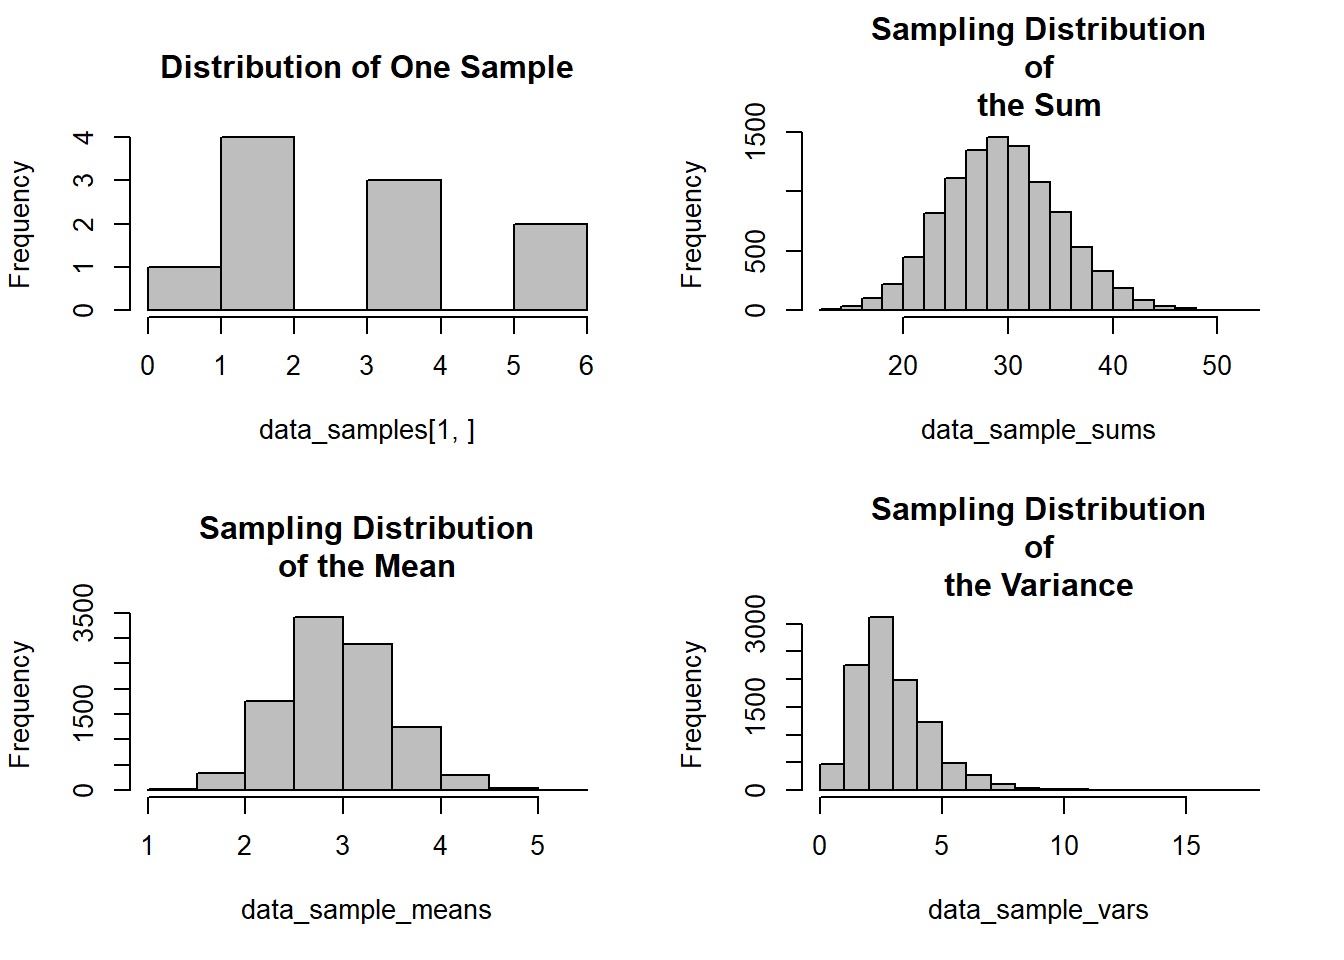 Distribution of One Sample
Frequency
4
3
2
1
0
0 1 2 3 4 5 6
data_samples[1, ]
Sampling Distribution
of
the Sum
Frequency
1500
500
0
20 30 40 50
data_sample_sums
Sampling Distribution
of the Mean
Frequency
3500
1500
0
1 2 3 4 5
data_sample_means
Sampling Distribution
of
the Variance
Frequency
3000
1500
0
0 5 10 15
data_sample_vars